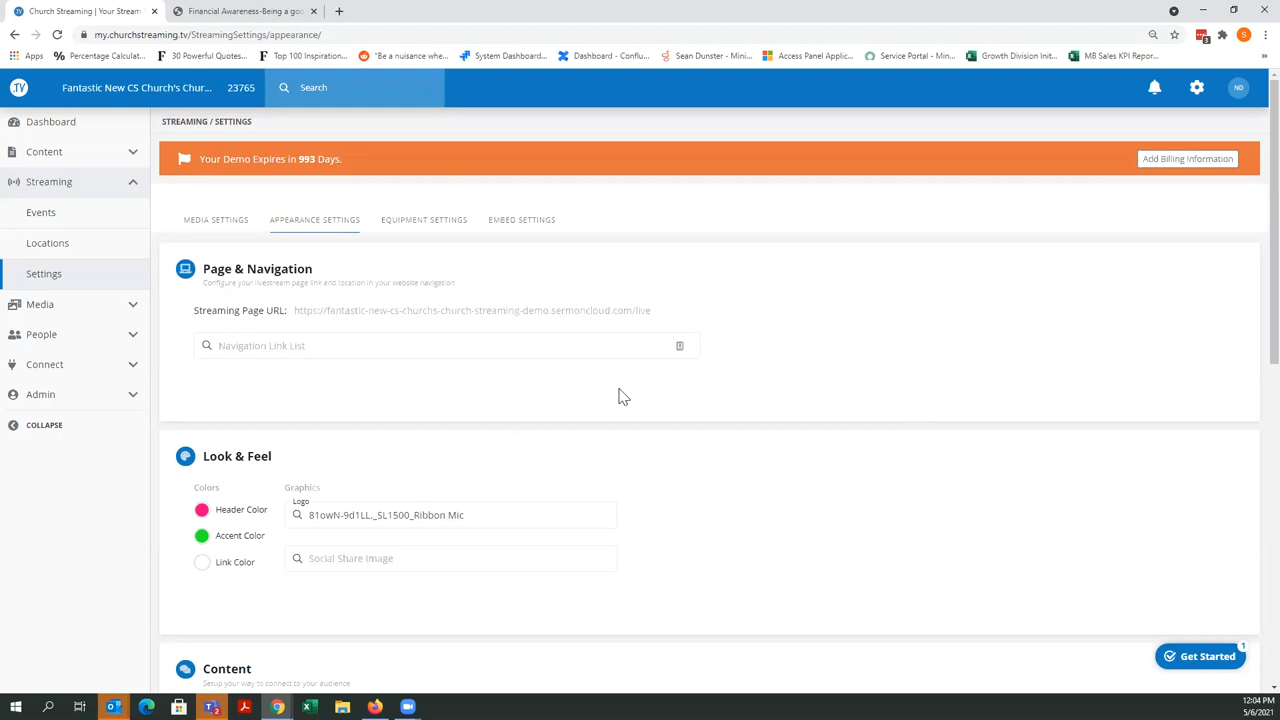 Church Streaming | Your Stream
Financial Awareness-Being a goo
my.churchstreaming.tv/StreamingSettings/appearance/
Apps
Percentage Calculat...
30 Powerful Quotes...
Top 100 Inspiration...
"Be a nuisance whe...
System Dashboard...
Dashboard - Conflu...
Sean Dunster - Mini...
Access Panel Applic...
Service Portal - Min...
Growth Division Init...
MB Sales KPI Repor...
»
TV
Fantastic New CS Church's Chur...
23765
Search
ND
Dashboard
Content
Streaming
Events
Locations
Settings
Media
People
Connect
Admin
COLLAPSE
STREAMING / SETTINGS
Your Demo Expires in 993 Days.
Add Billing Information
MEDIA SETTINGS
APPEARANCE SETTINGS
EQUIPMENT SETTINGS
EMBED SETTINGS
Page & Navigation
Configure your livestream page link and location in your website navigation
Streaming Page URL: https://fantastic-new-cs-churchs-church-streaming-demo.sermoncloud.com/live
Navigation Link List
Look & Feel
Colors
Graphics
Header Color
Accent Color
Link Color
Logo
81owN-9d1LL._SL1500_Ribbon Mic
Social Share Image
Content
Setup your way to connect to your audience
Get Started
1
12:04 PM
5/6/2021